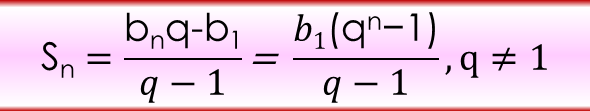 Sₙ = (bₙq-b₁)/(q − 1) = (b₁(qⁿ−1))/(q − 1), q ≠ 1